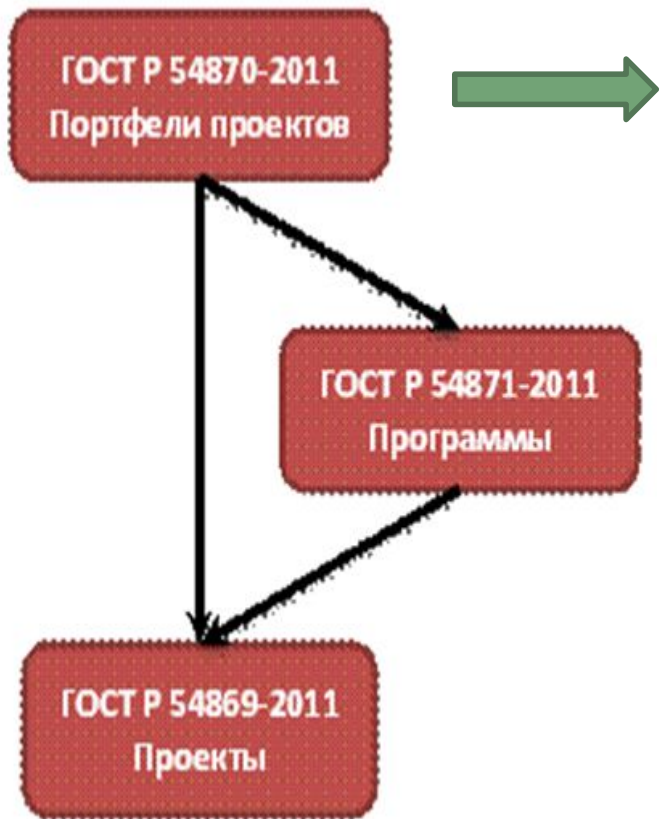 ГОСТ Р 54870-2011
Портфели проектов
ГОСТ Р 54871-2011
Программы
ГОСТ Р 54869-2011
Проекты